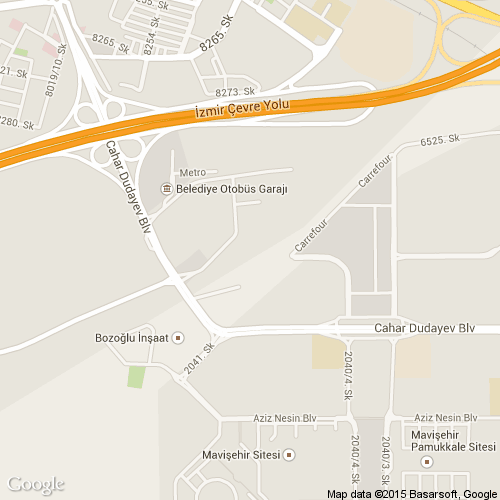 8265. Sk
8254. Sk
8265. Sk
8019/10. Sk
21. Sk
7280. Sk
8273. Sk
İzmir Çevre Yolu
6525. Sk
Cahar Dudayev Blv
Metro
Belediye Otobüs Garajı
Carrefour
Carrefour
Bozoğlu İnşaat
2041. Sk
Cahar Dudayev Blv
2040/4. Sk
2040/3. Sk
Aziz Nesin Blv
Aziz Nesin Blv
Mavişehir Sitesi
2040/4. Sk
Mavişehir
Pamukkale Sitesi
Google
Map data ©2015 Basarsoft, Google